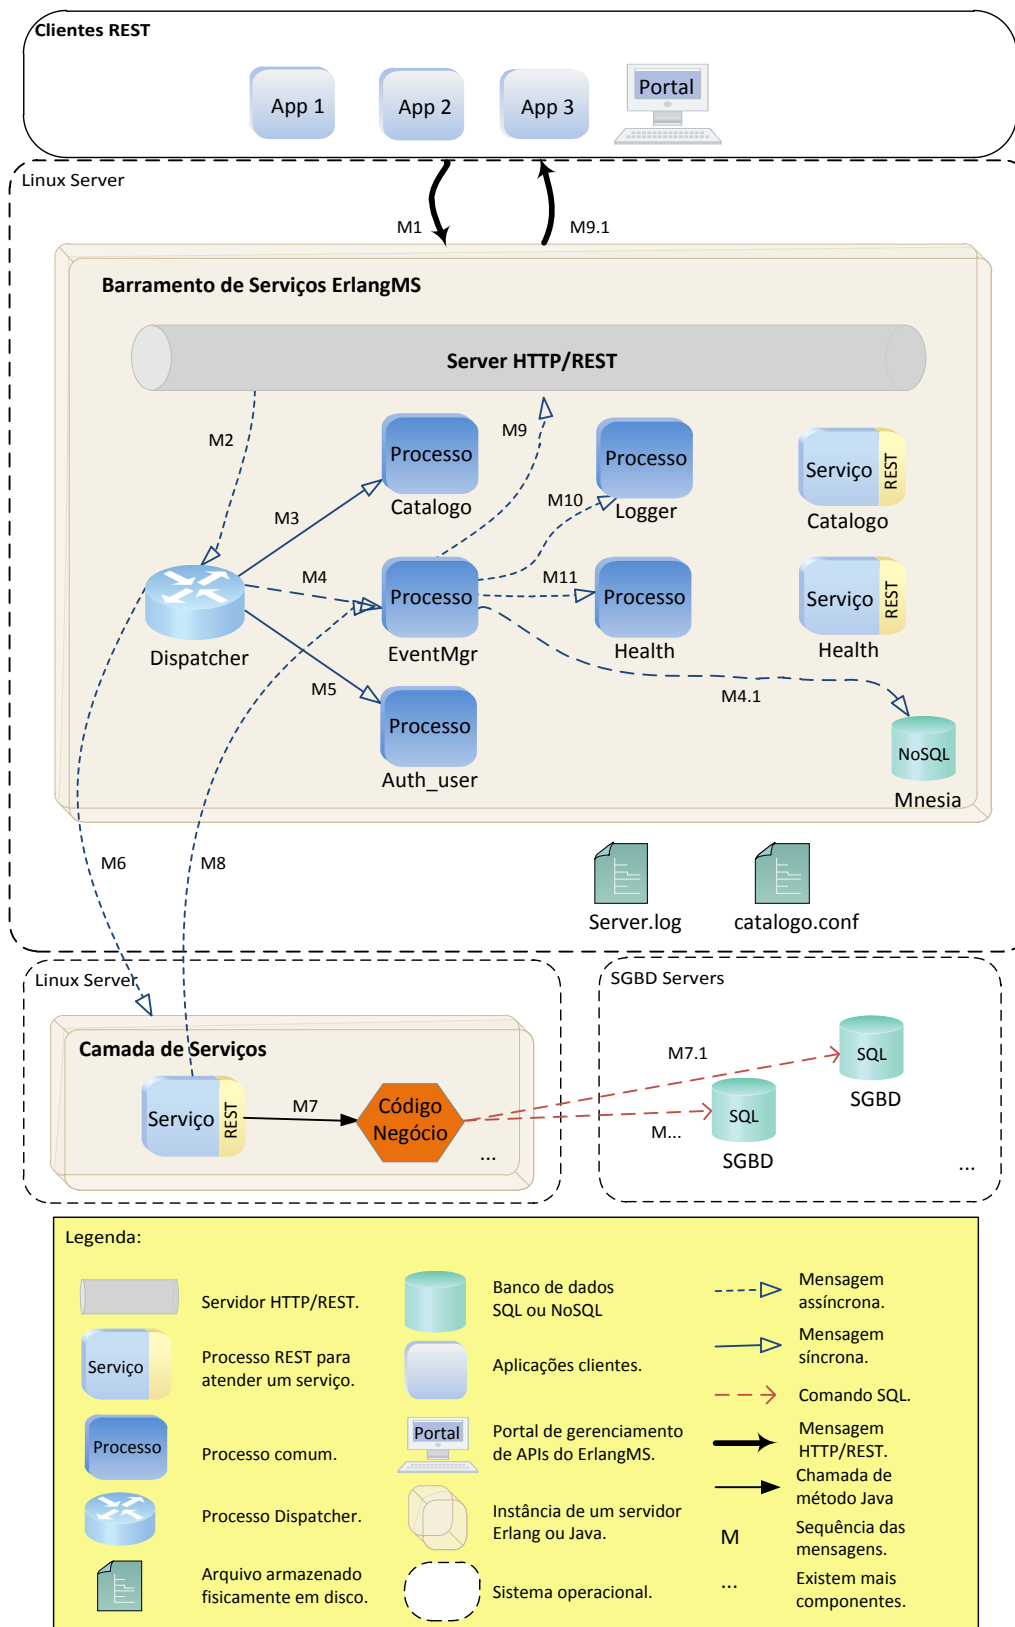 Clientes REST
App 1
App 2
App 3
Portal
Linux Server
M1
M9.1
Barramento de Serviços ErlangMS
Server HTTP/REST
M2
M9
Processo
Catalogo
Processo
Logger
Serviço
REST
Catalogo
M3
M10
M4
M11
Dispatcher
Processo
EventMgr
Processo
Health
Serviço
REST
Health
M5
M4.1
Processo
Auth_user
NoSQL
Mnesia
M6
M8
Server.log
catalogo.conf
Linux Server
SGBD Servers
Camada de Serviços
M7.1
SQL
SGBD
Serviço
REST
M7
Código
Negócio
...
M...
SQL
SGBD
...
Legenda:
Servidor HTTP/REST.
Banco de dados
SQL ou NoSQL
Mensagem
assíncrona.
Serviço
Processo REST para
atender um serviço.
Aplicações clientes.
Mensagem
síncrona.
Comando SQL.
Processo
Processo comum.
Portal
Portal de gerenciamento
de APIs do ErlangMS.
Mensagem
HTTP/REST.
Chamada de
método Java
Processo Dispatcher.
Instância de um servidor
Erlang ou Java.
M
Sequência das
mensagens.
Arquivo armazenado
fisicamente em disco.
Sistema operacional.
...
Existem mais
componentes.